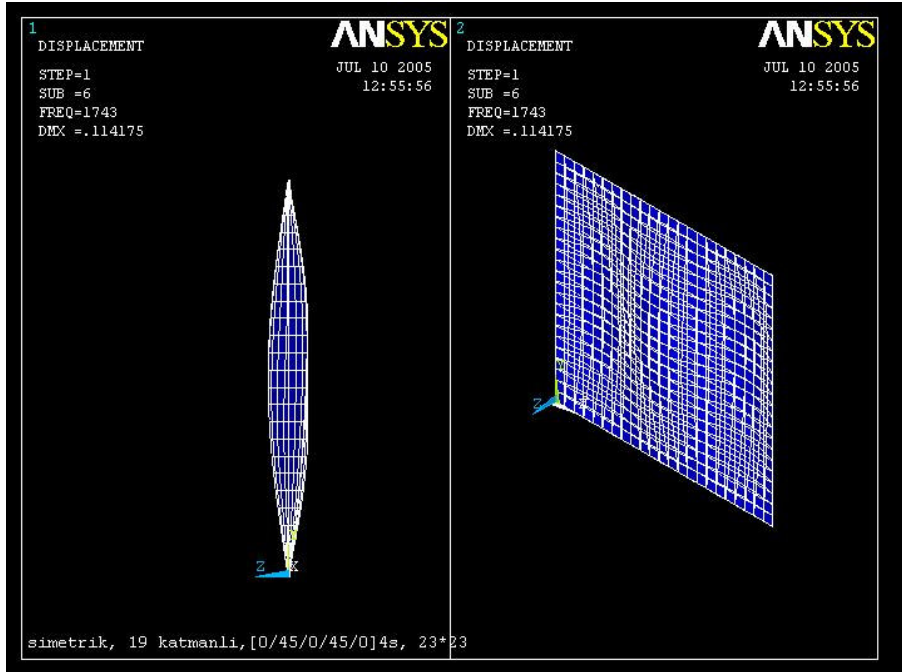 1
DISPLACEMENT
STEP=1
SUB =6
FREQ=1743
DMX =.114175
ANSYS
JUL 10 2005
12:55:56
Z
Y
X
2
DISPLACEMENT
STEP=1
SUB =6
FREQ=1743
DMX =.114175
ANSYS
JUL 10 2005
12:55:56
Z
Y
X
simetrik, 19 katmanli,[0/45/0/45/0]4s, 23*23